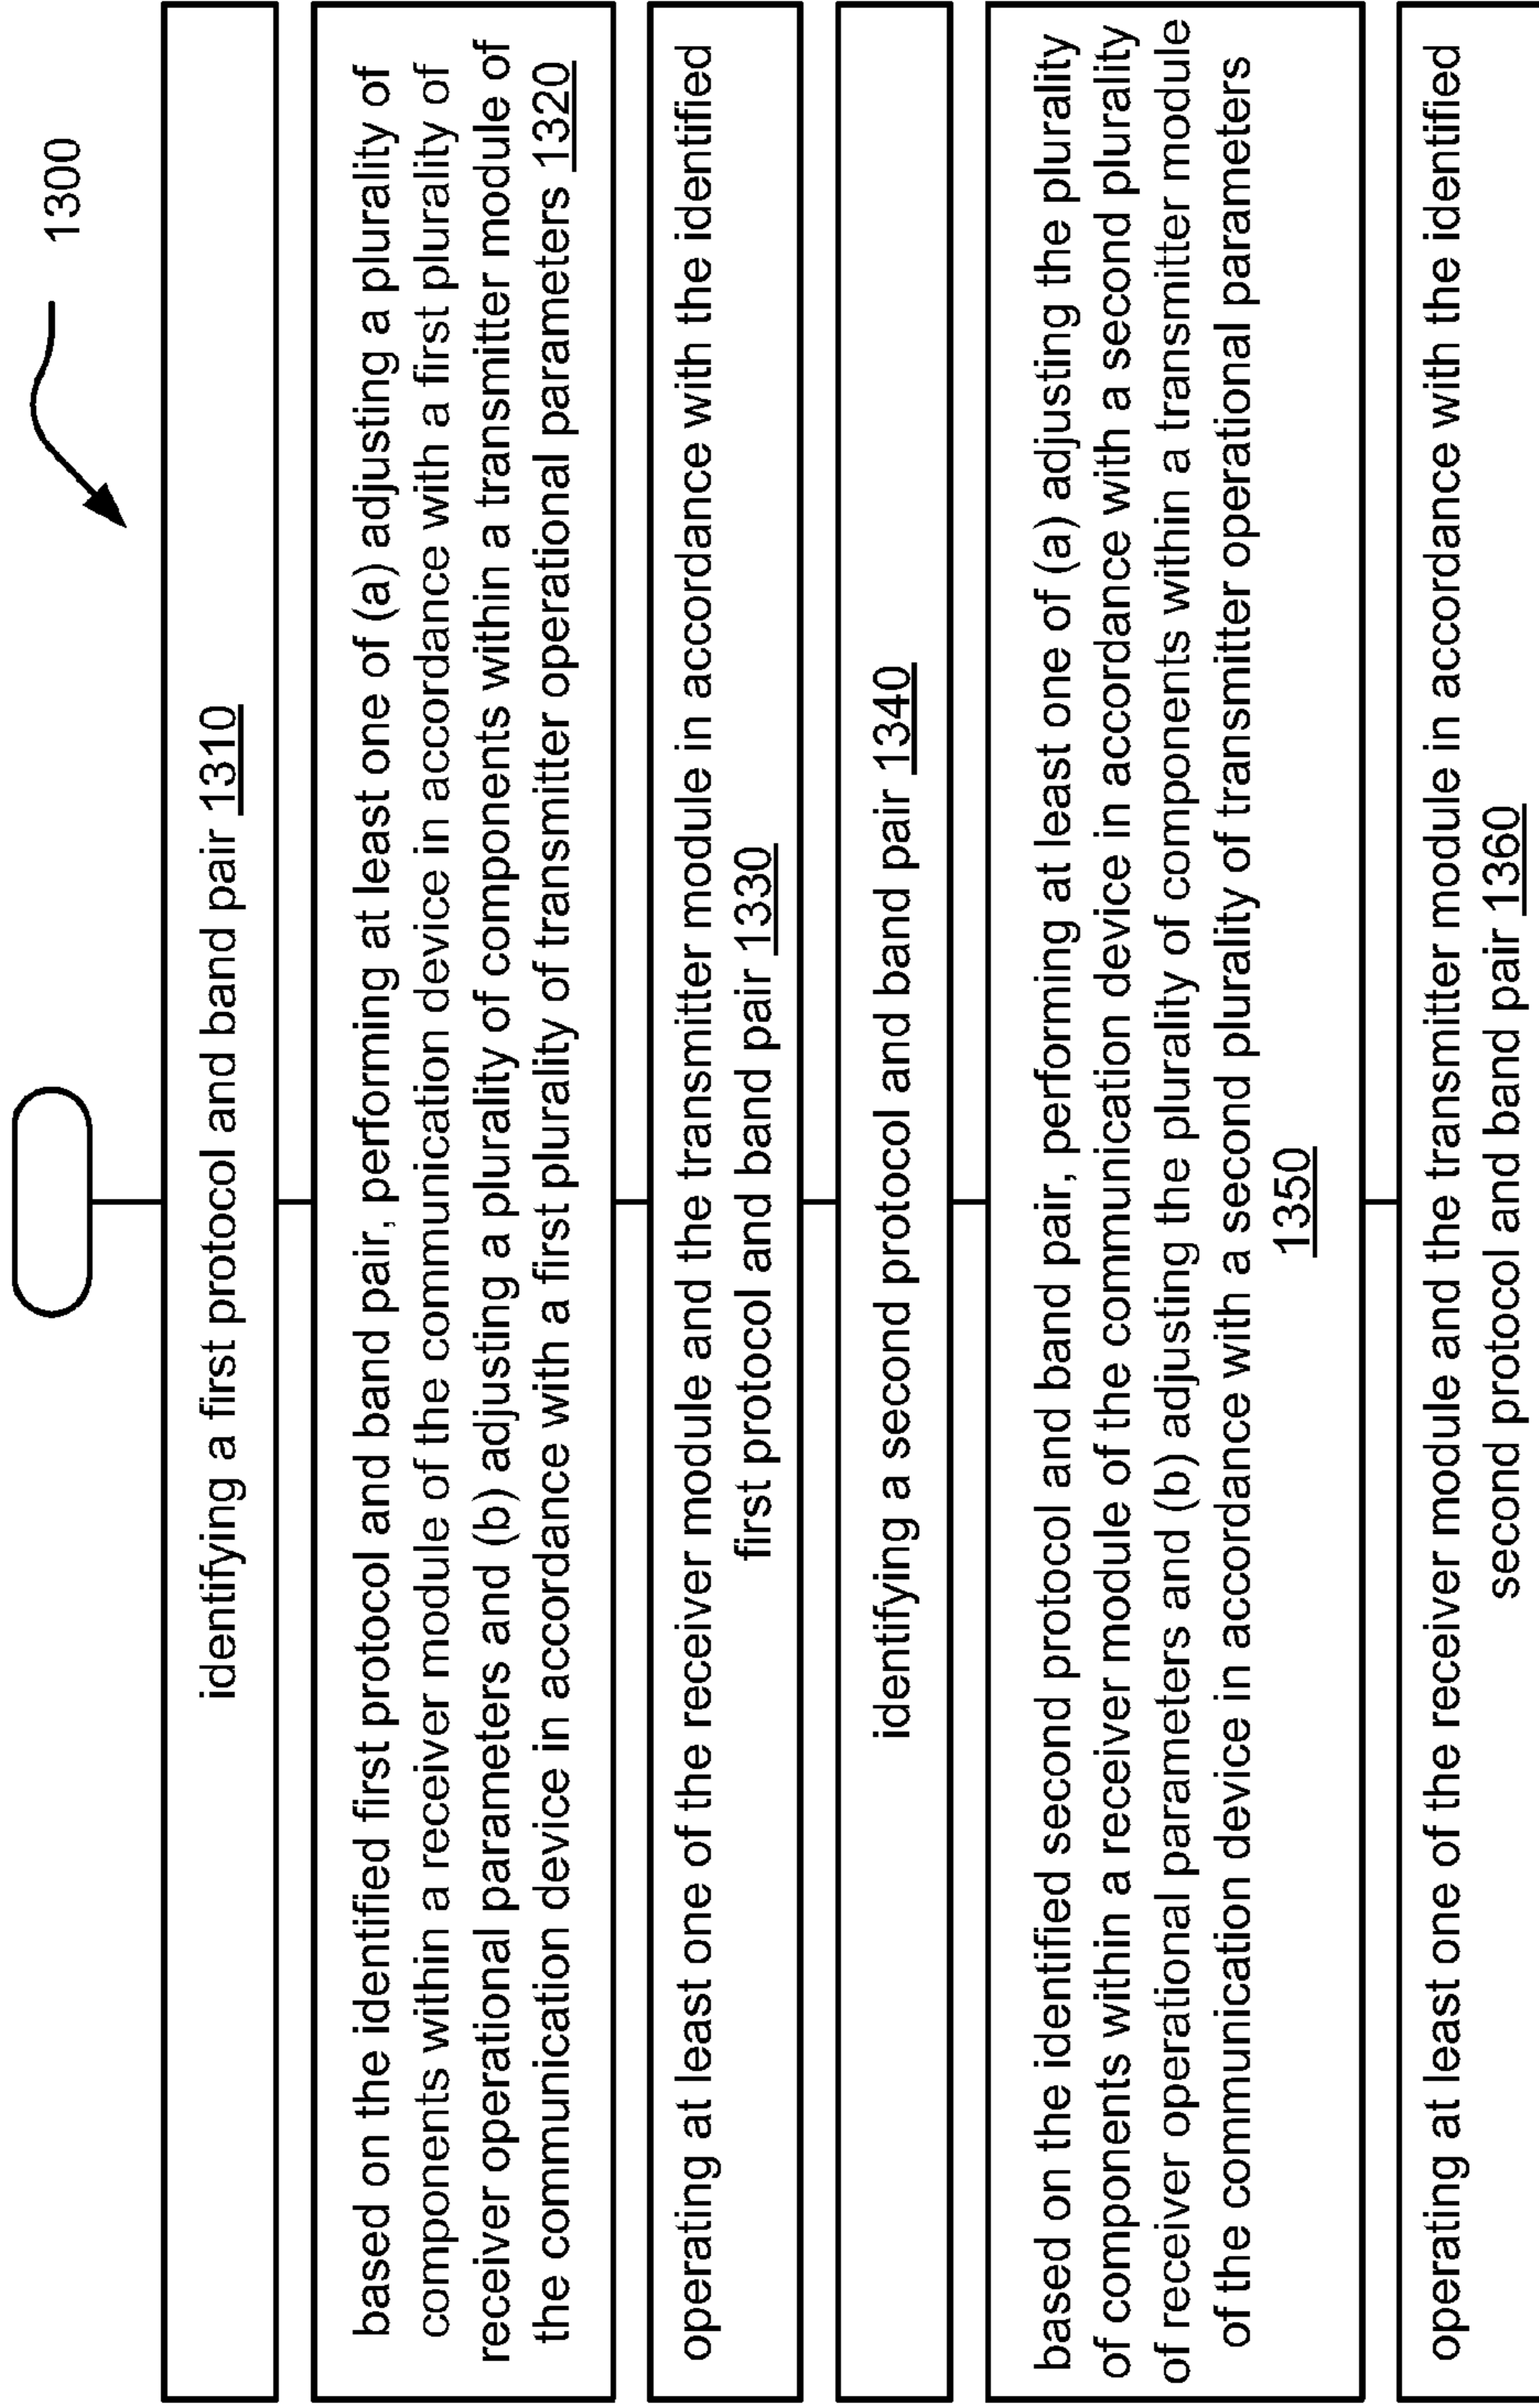 1300
identifying a first protocol and band pair 1310
based on the identified first protocol and band pair, performing at least one of (a) adjusting a plurality of
components within a receiver module of the communication device in accordance with a first plurality of
receiver operational parameters and (b) adjusting a plurality of components within a transmitter module of
the communication device in accordance with a first plurality of transmitter operational parameters 1320
operating at least one of the receiver module and the transmitter module in accordance with the identified
first protocol and band pair 1330
identifying a second protocol and band pair 1340
based on the identified second protocol and band pair, performing at least one of (a) adjusting the plurality
of components within a receiver module of the communication device in accordance with a second plurality
of receiver operational parameters and (b) adjusting the plurality of components within a transmitter module
of the communication device in accordance with a second plurality of transmitter operational parameters
1350
operating at least one of the receiver module and the transmitter module in accordance with the identified
second protocol and band pair 1360